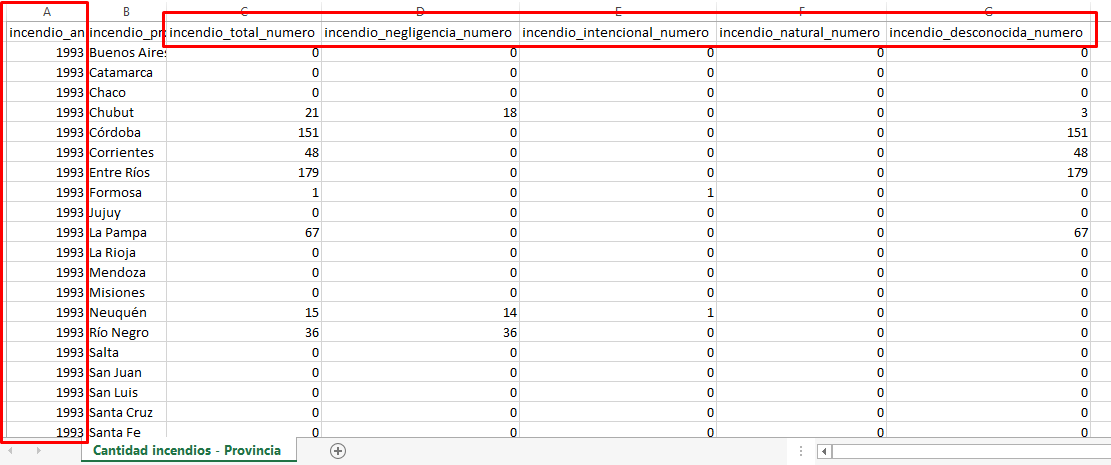 A B C D E F G
incendio_an incendio_pr incendio_total_numero incendio_negligencia_numero incendio_intencional_numero incendio_natural_numero incendio_desconocida_numero
1993 Buenos Aires 0 0 0 0 0
1993 Catamarca 0 0 0 0 0
1993 Chaco 0 0 0 0 0
1993 Chubut 21 18 0 0 3
1993 Córdoba 151 0 0 0 151
1993 Corrientes 48 0 0 0 48
1993 Entre Ríos 179 0 0 0 179
1993 Formosa 1 0 1 0 0
1993 Jujuy 0 0 0 0 0
1993 La Pampa 67 0 0 0 67
1993 La Rioja 0 0 0 0 0
1993 Mendoza 0 0 0 0 0
1993 Misiones 0 0 0 0 0
1993 Neuquén 15 14 1 0 0
1993 Río Negro 36 36 0 0 0
1993 Salta 0 0 0 0 0
1993 San Juan 0 0 0 0 0
1993 San Luis 0 0 0 0 0
1993 Santa Cruz 0 0 0 0 0
1993 Santa Fe 0 0 0 0 0
Cantidad incendios - Provincia